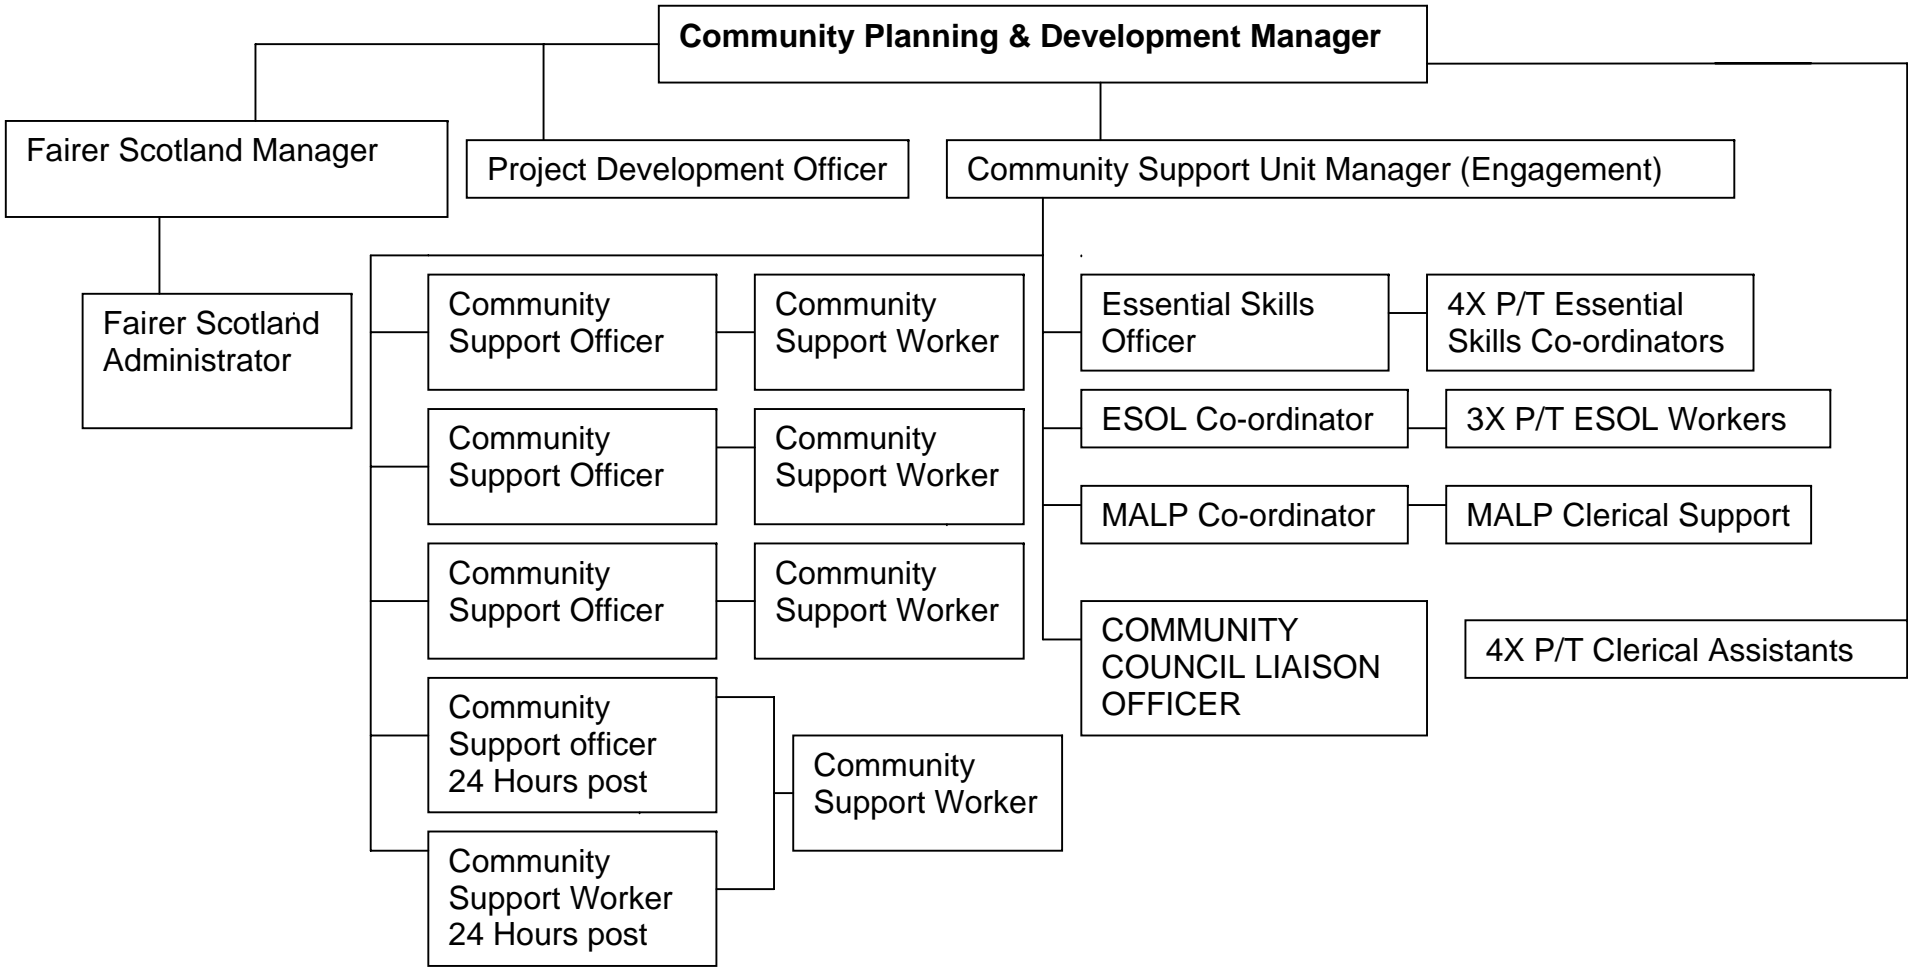 Community Planning & Development Manager
Fairer Scotland Manager
Project Development Officer
Community Support Unit Manager (Engagement)
Fairer Scotland
Administrator
Community
Support Officer
Community
Support Worker
Essential Skills
Officer
4X P/T Essential
Skills Co-ordinators
Community
Support Officer
Community
Support Worker
ESOL Co-ordinator
3X P/T ESOL Workers
MALP Co-ordinator
MALP Clerical Support
Community
Support Officer
Community
Support Worker
COMMUNITY
COUNCIL LIAISON
OFFICER
4X P/T Clerical Assistants
Community
Support officer
24 Hours post
Community
Support Worker
Community
Support Worker
24 Hours post